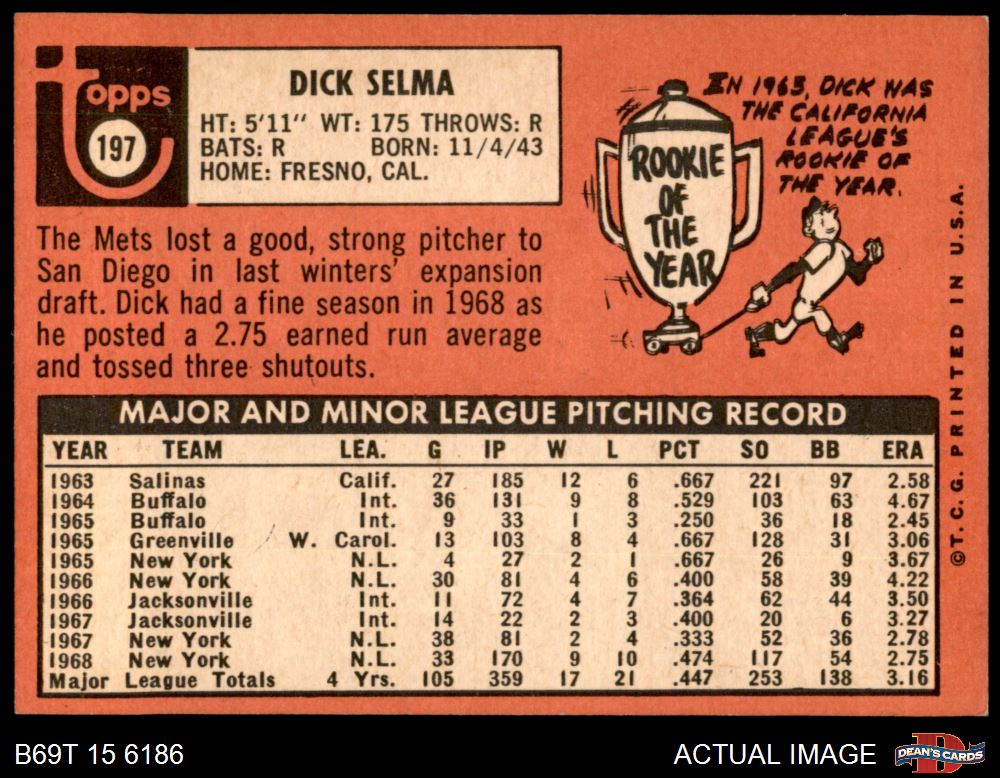 topps
197
DICK SELMA
HT: 5'11" WT: 175 THROWS: R
BATS: R BORN: 11/4/43
HOME: FRESNO, CAL.
The Mets lost a good, strong pitcher to
San Diego in last winters' expansion
draft. Dick had a fine season in 1968 as
he posted a 2.75 earned run average
and tossed three shutouts.
IN 1963, DICK WAS
THE CALIFORNIA
LEAGUE'S
ROOKIE OF
THE YEAR.
ROOKIE
OF
THE
YEAR
©T. C. G. PRINTED IN U.S.A.
MAJOR AND MINOR LEAGUE PITCHING RECORD
YEAR TEAM LEA. G IP W L PCT SO BB ERA
1963 Salinas Calif. 27 185 12 6 .667 221 97 2.58
1964 Buffalo Int. 36 131 9 8 .529 103 63 4.67
1965 Buffalo Int. 9 33 1 3 .250 36 18 2.45
1965 Greenville W. Carol. 13 103 8 4 .667 128 31 3.06
1965 New York N.L. 4 27 2 1 .667 26 9 3.67
1966 New York N.L. 30 81 4 6 .400 58 39 4.22
1966 Jacksonville Int. 11 72 4 7 .364 62 44 3.50
1967 Jacksonville Int. 14 22 2 3 .400 20 6 3.27
1967 New York N.L. 38 81 2 4 .333 52 36 2.78
1968 New York N.L. 33 170 9 10 .474 117 54 2.75
Major League Totals 4 Yrs. 105 359 17 21 .447 253 138 3.16
B69T 15 6186
ACTUAL IMAGE
D
DEAN'S CARDS